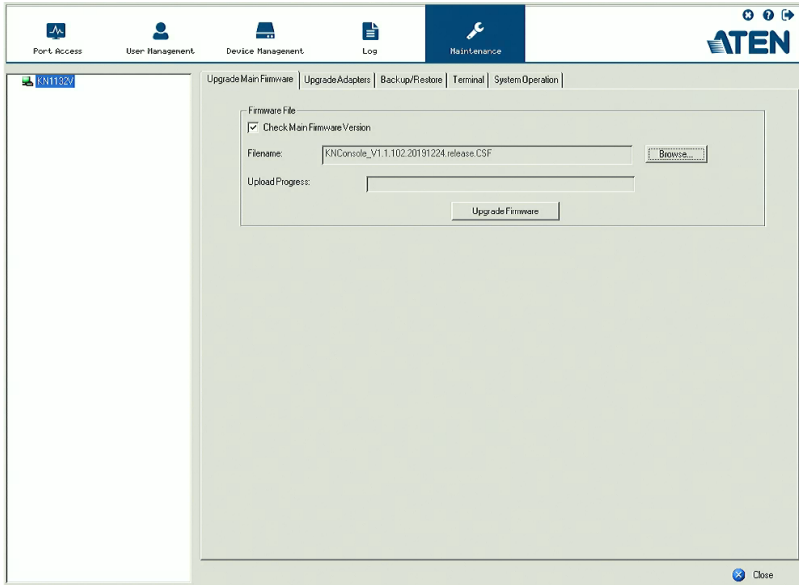 ATEN
Port Access
User Management
Device Management
Log
Maintenance
KN1132V
Upgrade Main Firmware
Upgrade Adapters
Backup/Restore
Terminal
System Operation
Firmware File
Check Main Firmware Version
Filename:
KNConsole_V1.1.102.20191224.release.CSF
Browse...
Upload Progress:
Upgrade Firmware
Close